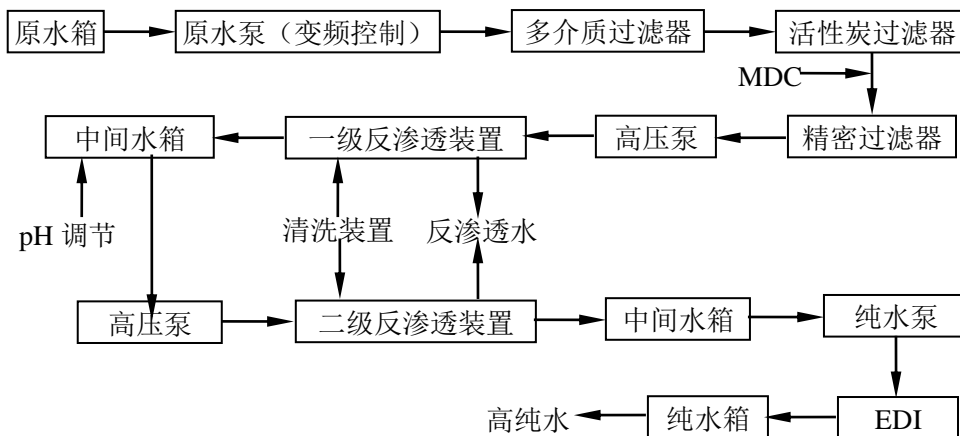 原水箱
原水泵（变频控制）
多介质过滤器
活性炭过滤器
MDC
中间水箱
一级反渗透装置
高压泵
精密过滤器
pH 调节
清洗装置
反渗透水
高压泵
二级反渗透装置
中间水箱
纯水泵
高纯水
纯水箱
EDI